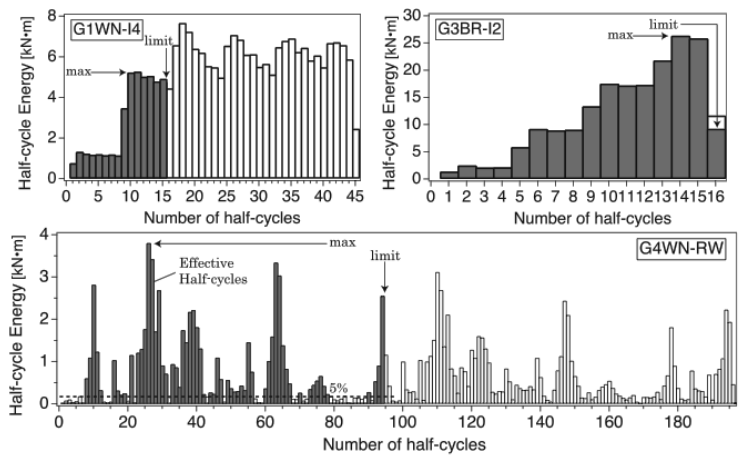 G1WN-I4
limit
max
Half-cycle Energy [kN•m]
8
6
4
2
0
0 5 10 15 20 25 30 35 40 45
Number of half-cycles
G3BR-I2
limit
max
Half-cycle Energy [kN•m]
30
25
20
15
10
5
0
0 1 2 3 4 5 6 7 8 9 10 11 12 13 14 15 16
Number of half-cycles
G4WN-RW
max
limit
Effective
Half-cycles
5%
Half-cycle Energy [kN•m]
4
3
2
1
0
0 20 40 60 80 100 120 140 160 180
Number of half-cycles